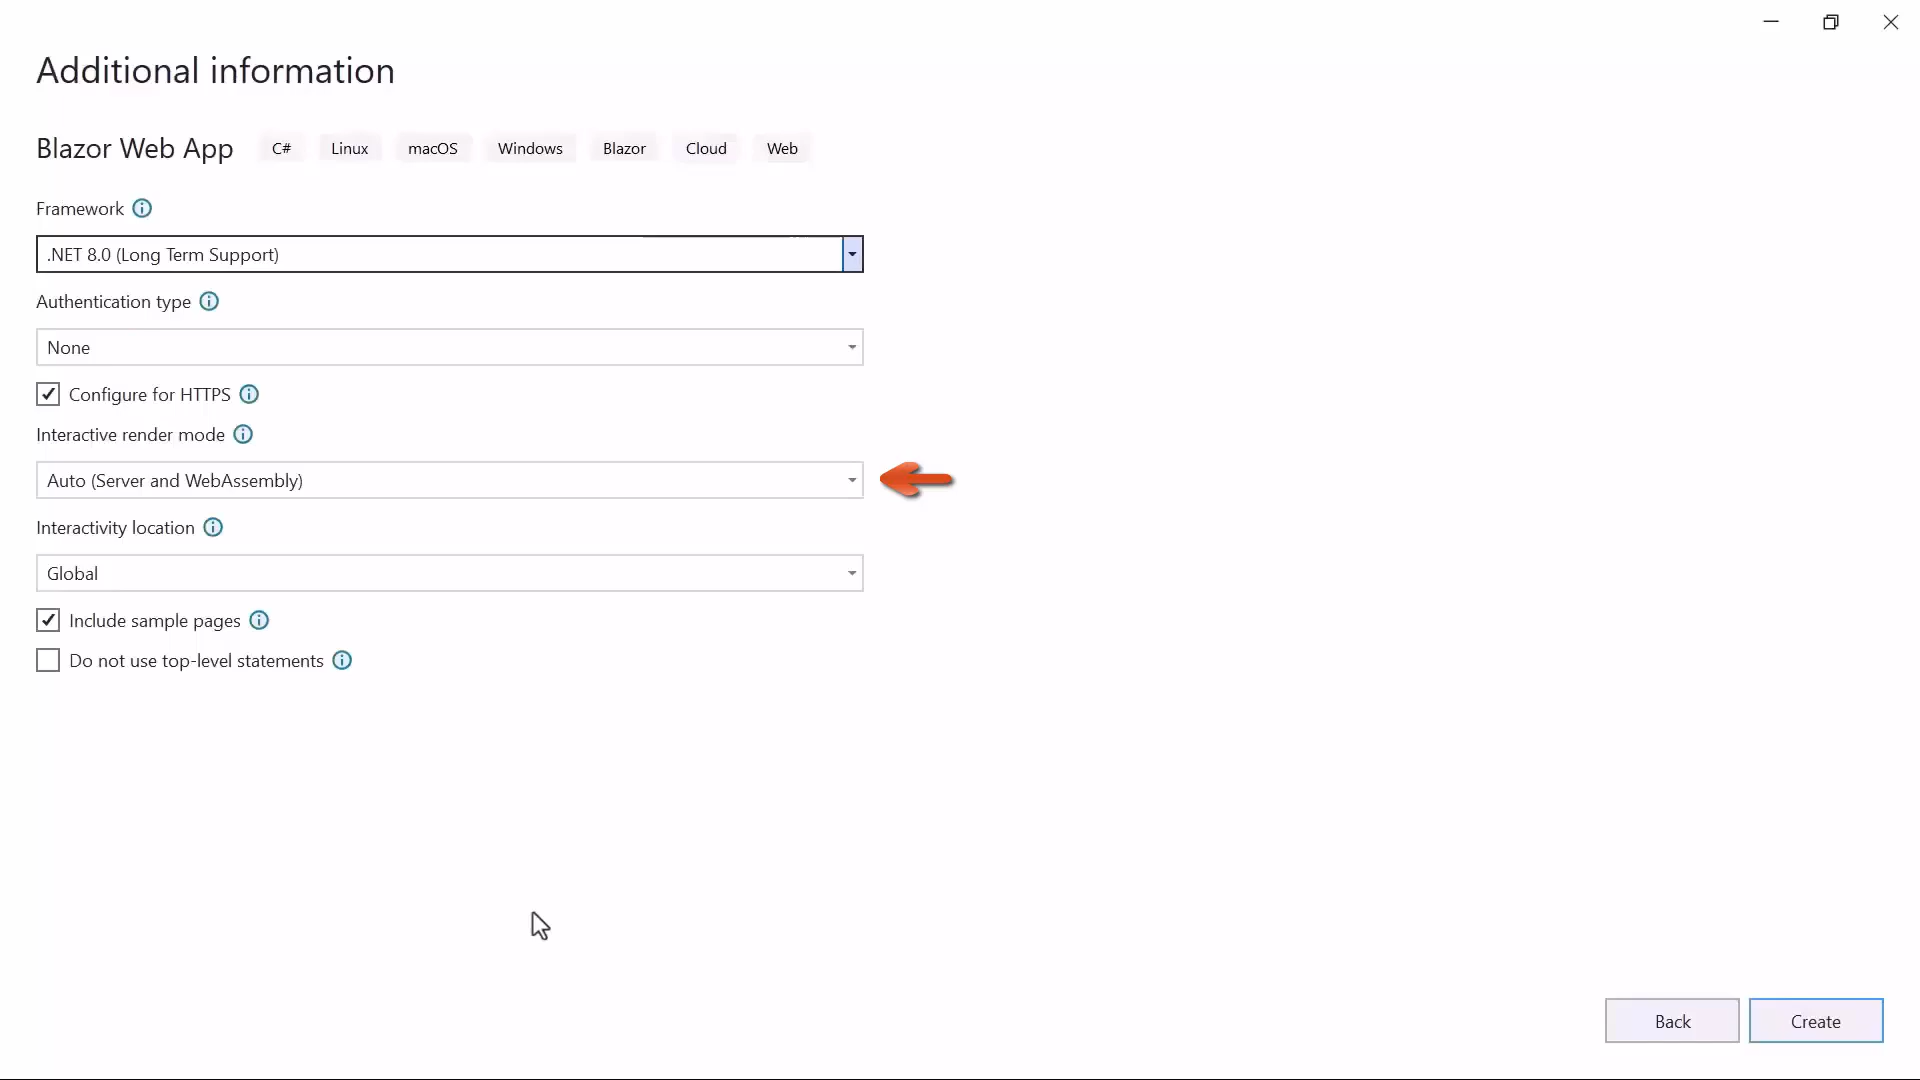 Additional information
Blazor Web App C# Linux macOS Windows Blazor Cloud Web
Framework
.NET 8.0 (Long Term Support)
Authentication type
None
Configure for HTTPS
Interactive render mode
Auto (Server and WebAssembly)
Interactivity location
Global
Include sample pages
Do not use top-level statements
Back Create